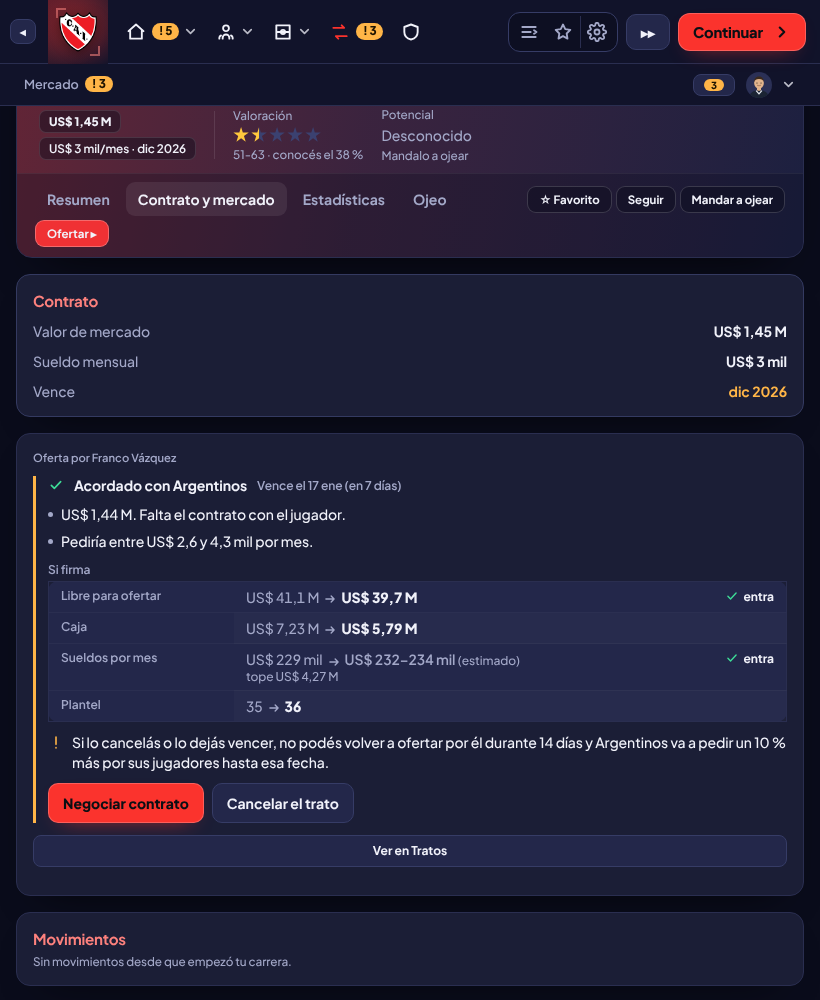 C.A.I.
! 5
! 3
Continuar
Mercado ! 3
3
US$ 1,45 M
US$ 3 mil/mes · dic 2026
Valoración
51-63 · conocés el 38 %
Potencial
Desconocido
Mandalo a ojear
Resumen
Contrato y mercado
Estadísticas
Ojeo
☆ Favorito
Seguir
Mandar a ojear
Ofertar ▸
Contrato
Valor de mercado US$ 1,45 M
Sueldo mensual US$ 3 mil
Vence dic 2026
Oferta por Franco Vázquez
✓ Acordado con Argentinos Vence el 17 ene (en 7 días)
• US$ 1,44 M. Falta el contrato con el jugador.
• Pediría entre US$ 2,6 y 4,3 mil por mes.
Si firma
Libre para ofertar US$ 41,1 M → US$ 39,7 M ✓ entra
Caja US$ 7,23 M → US$ 5,79 M
Sueldos por mes US$ 229 mil → US$ 232–234 mil (estimado) ✓ entra
tope US$ 4,27 M
Plantel 35 → 36
! Si lo cancelás o lo dejás vencer, no podés volver a ofertar por él durante 14 días y Argentinos va a pedir un 10 %
más por sus jugadores hasta esa fecha.
Negociar contrato
Cancelar el trato
Ver en Tratos
Movimientos
Sin movimientos desde que empezó tu carrera.